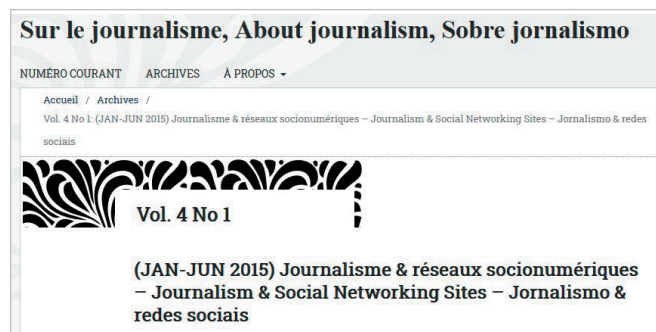 Sur le journalisme, About journalism, Sobre jornalismo
NUMÉRO COURANT ARCHIVES À PROPOS
Accueil / Archives /
Vol. 4 No 1: (JAN-JUN 2015) Journalisme & réseaux socionumériques – Journalism & Social Networking Sites – Jornalismo & redes
sociais
Vol. 4 No 1
(JAN-JUN 2015) Journalisme & réseaux socionumériques
– Journalism & Social Networking Sites – Jornalismo &
redes sociais